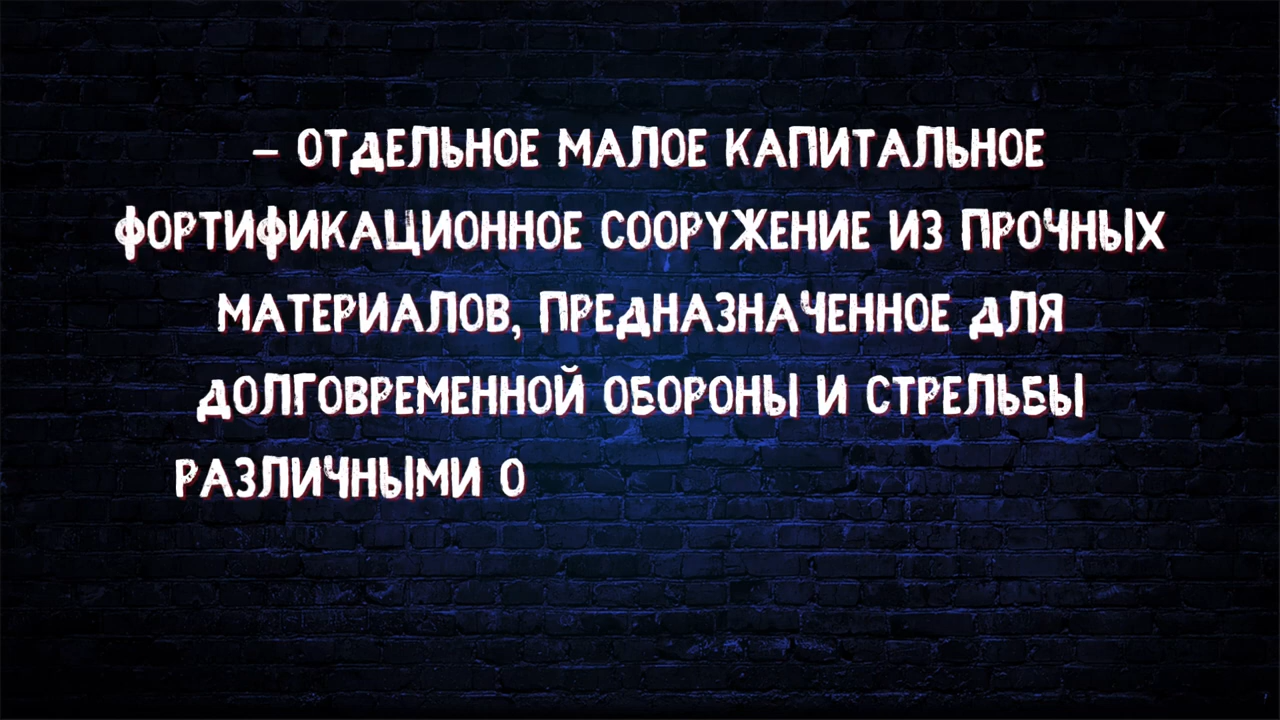 – ОТДЕЛЬНОЕ МАЛОЕ КАПИТАЛЬНОЕ
ФОРТИФИКАЦИОННОЕ СООРУЖЕНИЕ ИЗ ПРОЧНЫХ
МАТЕРИАЛОВ, ПРЕДНАЗНАЧЕННОЕ ДЛЯ
ДОЛГОВРЕМЕННОЙ ОБОРОНЫ И СТРЕЛЬБЫ
РАЗЛИЧНЫМИ О